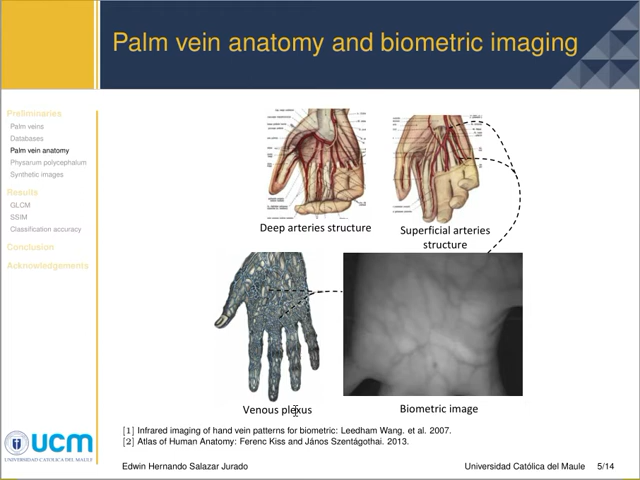 Palm vein anatomy and biometric imaging
Preliminaries
Palm veins
Databases
Palm vein anatomy
Physarum polycephalum
Synthetic images
Results
GLCM
SSIM
Classification accuracy
Conclusion
Acknowledgements
Deep arteries structure
Superficial arteries
structure
Venous plexus
Biometric image
[1] Infrared imaging of hand vein patterns for biometric: Leedham Wang. et al. 2007.
[2] Atlas of Human Anatomy: Ferenc Kiss and János Szentágothai. 2013.
ucm
UNIVERSIDAD CATÓLICA DEL MAULE
Edwin Hernando Salazar Jurado
Universidad Católica del Maule
5/14